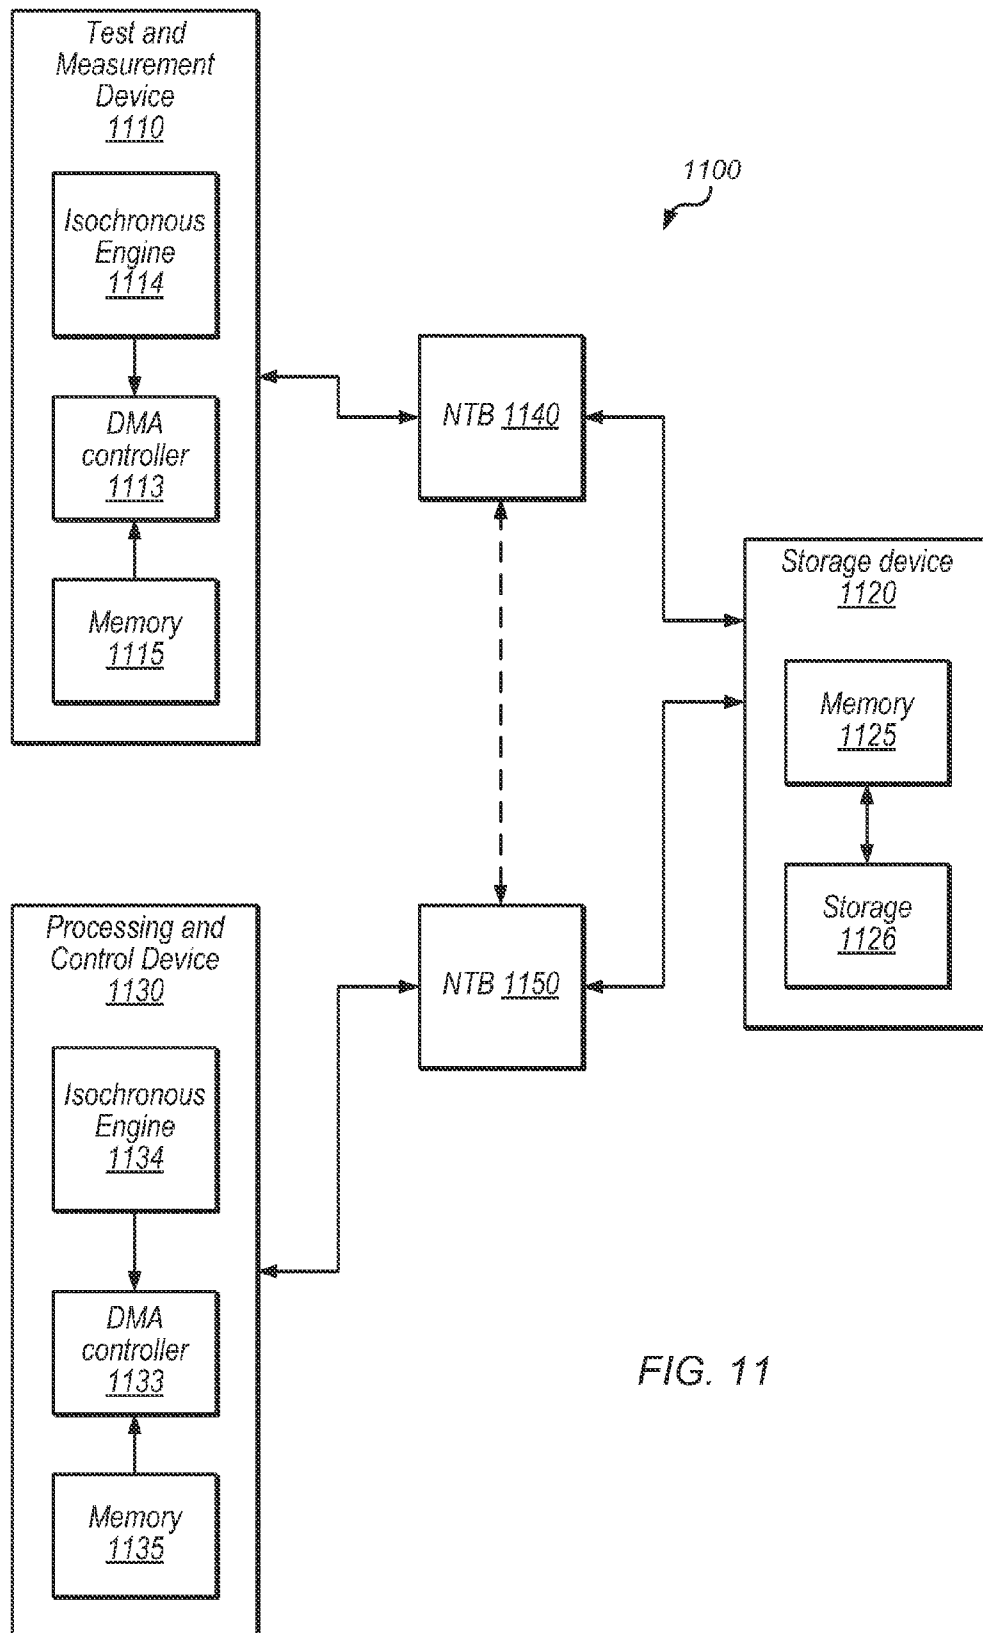 Test and
Measurement
Device
1110
Isochronous
Engine
1114
DMA
controller
1113
Memory
1115
1100
NTB 1140
Storage device
1120
Memory
1125
Storage
1126
Processing and
Control Device
1130
NTB 1150
Isochronous
Engine
1134
DMA
controller
1133
Memory
1135
FIG. 11